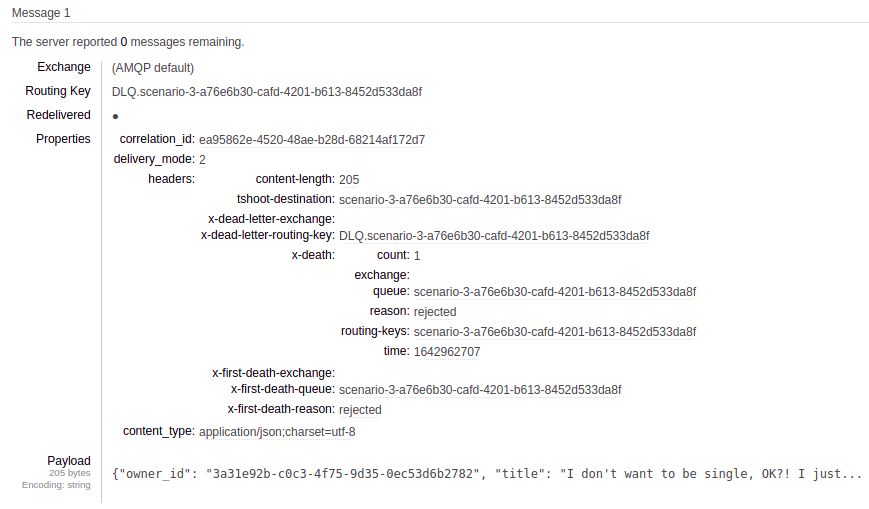 Message 1
The server reported 0 messages remaining.
Exchange (AMQP default)
Routing Key DLQ.scenario-3-a76e6b30-cafd-4201-b613-8452d533da8f
Redelivered ●
Properties correlation_id: ea95862e-4520-48ae-b28d-68214af172d7
delivery_mode: 2
headers: content-length: 205
tshoot-destination: scenario-3-a76e6b30-cafd-4201-b613-8452d533da8f
x-dead-letter-exchange:
x-dead-letter-routing-key: DLQ.scenario-3-a76e6b30-cafd-4201-b613-8452d533da8f
x-death: count: 1
exchange:
queue: scenario-3-a76e6b30-cafd-4201-b613-8452d533da8f
reason: rejected
routing-keys: scenario-3-a76e6b30-cafd-4201-b613-8452d533da8f
time: 1642962707
x-first-death-exchange:
x-first-death-queue: scenario-3-a76e6b30-cafd-4201-b613-8452d533da8f
x-first-death-reason: rejected
content_type: application/json;charset=utf-8
Payload
205 bytes
Encoding: string
{"owner_id": "3a31e92b-c0c3-4f75-9d35-0ec53d6b2782", "title": "I don't want to be single, OK?! I just...